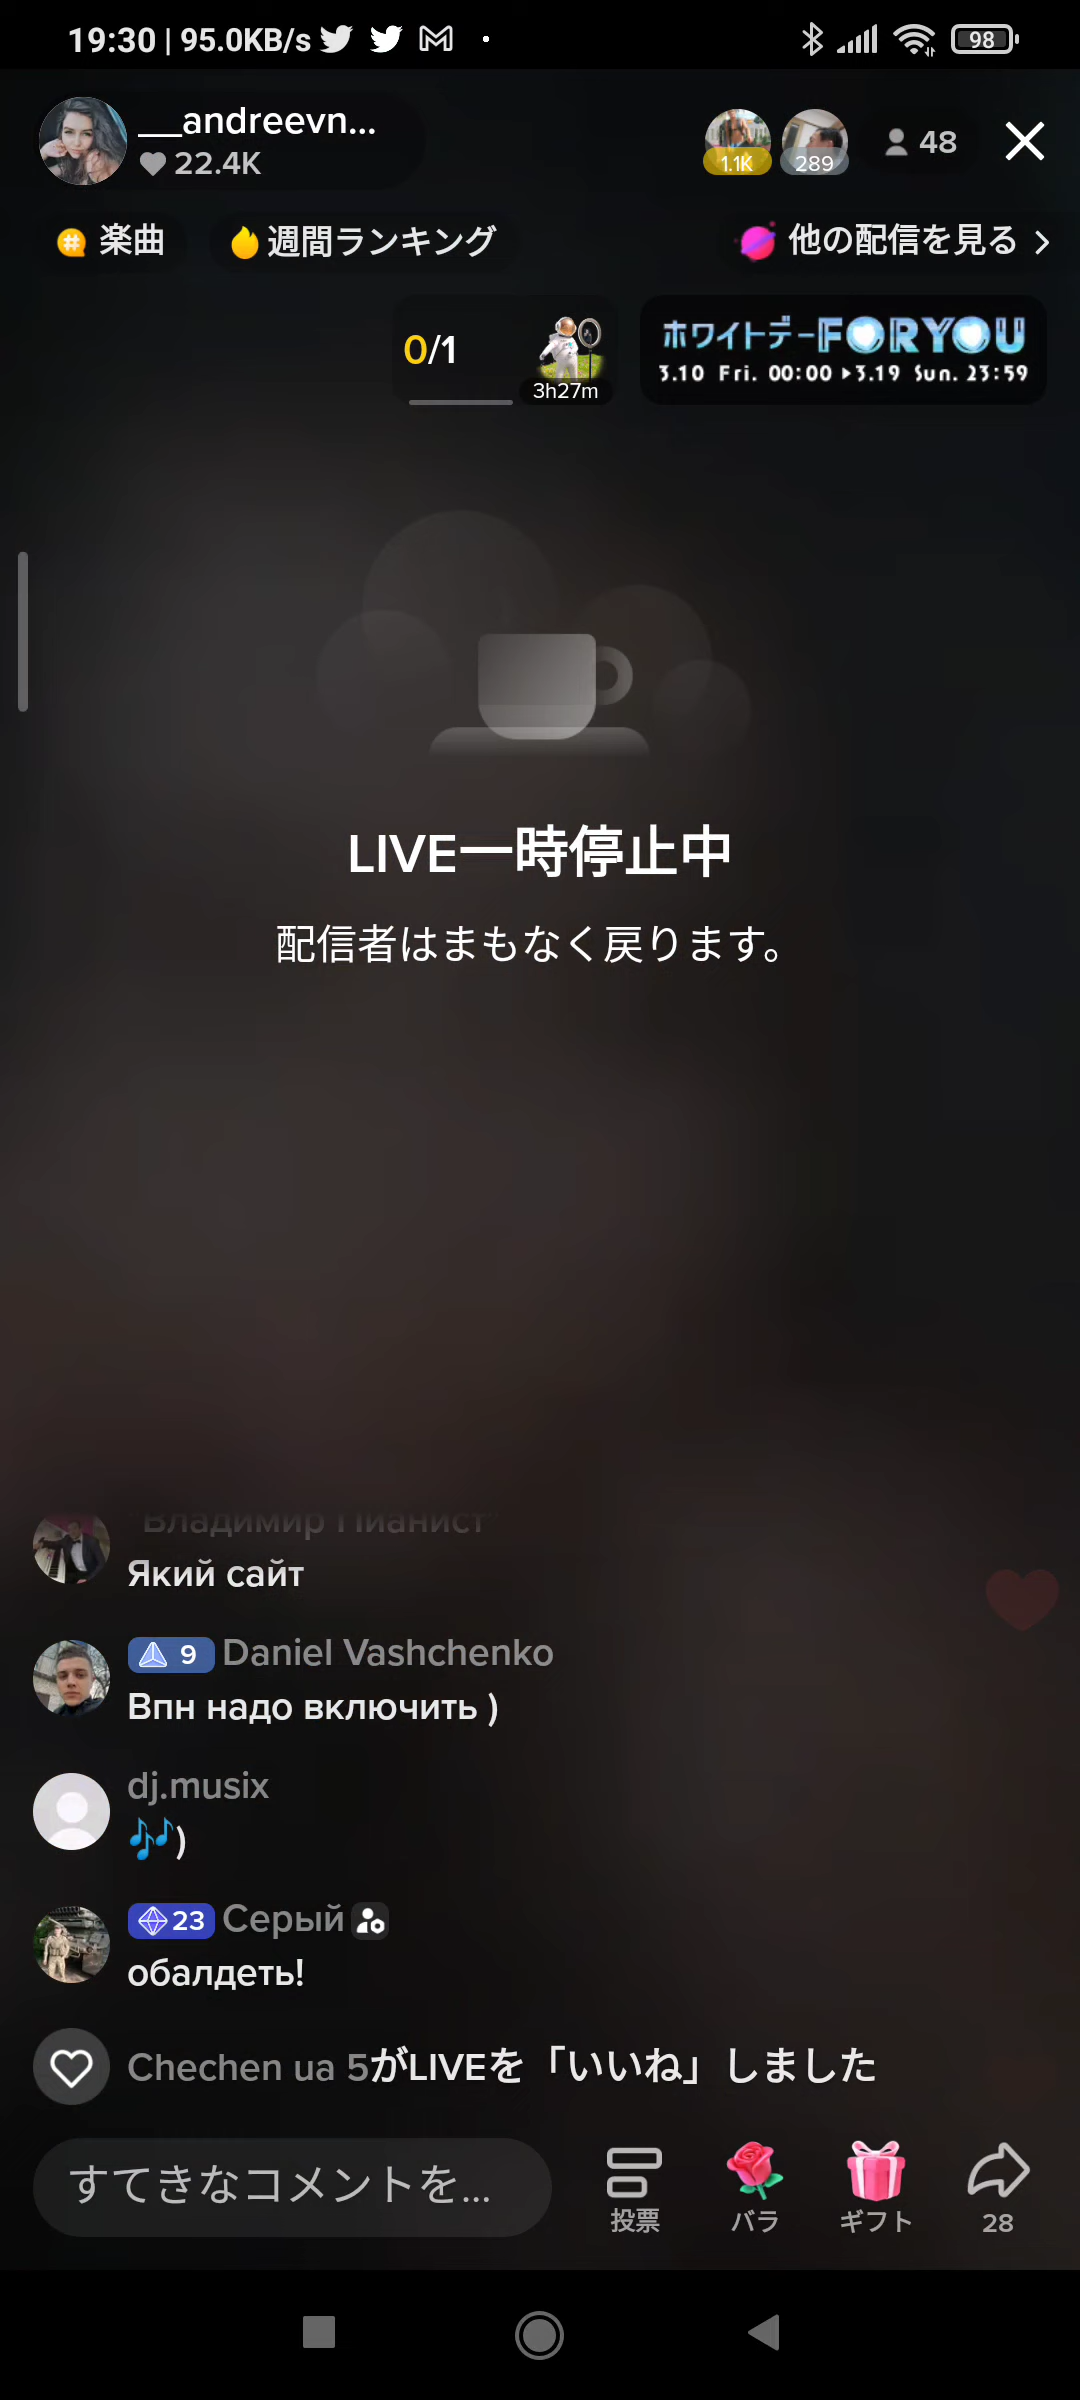 19:30 | 95.0KB/s
98
__andreevn...
22.4K
1.1K
289
48
楽曲
週間ランキング
他の配信を見る
0/1
3h27m
ホワイトデーFORYOU
3.10 Fri. 00:00 ▶3.19 Sun. 23:59
LIVE一時停止中
配信者はまもなく戻ります。
"Владимир Пианист"
Який сайт
9 Daniel Vashchenko
Впн надо включить )
dj.musix
🎶)
23 Серый
обалдеть!
Chechen ua 5がLIVEを「いいね」しました
すてきなコメントを...
投票
バラ
ギフト
28